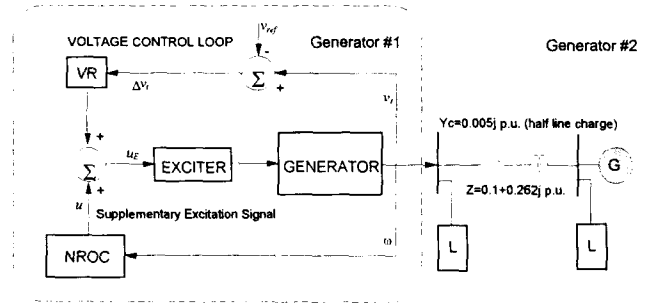 v_ref
-
VOLTAGE CONTROL LOOP
Generator #1
Generator #2
VR
Δv_t
Σ
+
v_t
Yc=0.005j p.u. (half line charge)
+
Σ
+
u_E
EXCITER
GENERATOR
G
Z=0.1+0.262j p.u.
u
Supplementary Excitation Signal
L
L
NROC
ω